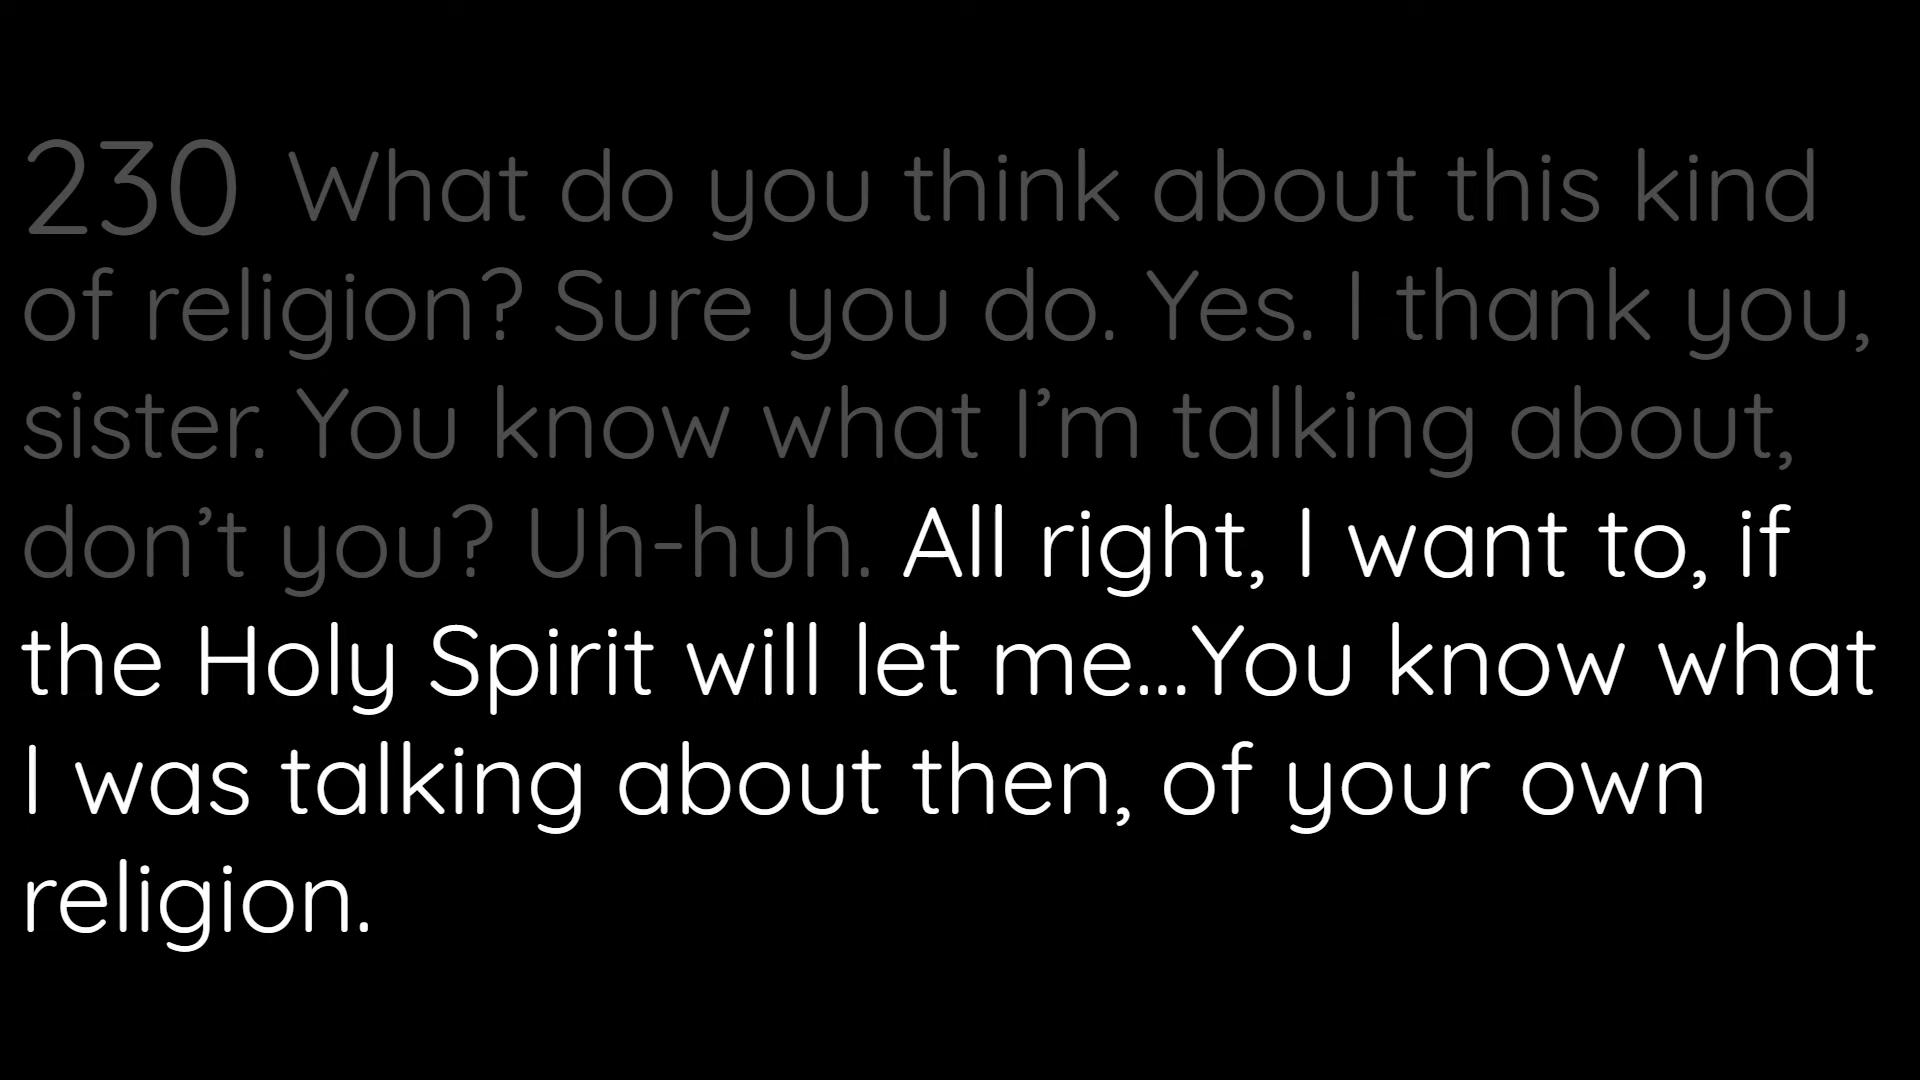 230 What do you think about this kind
of religion? Sure you do. Yes. I thank you,
sister. You know what I’m talking about,
don’t you? Uh-huh. All right, I want to, if
the Holy Spirit will let me...You know what
I was talking about then, of your own
religion.